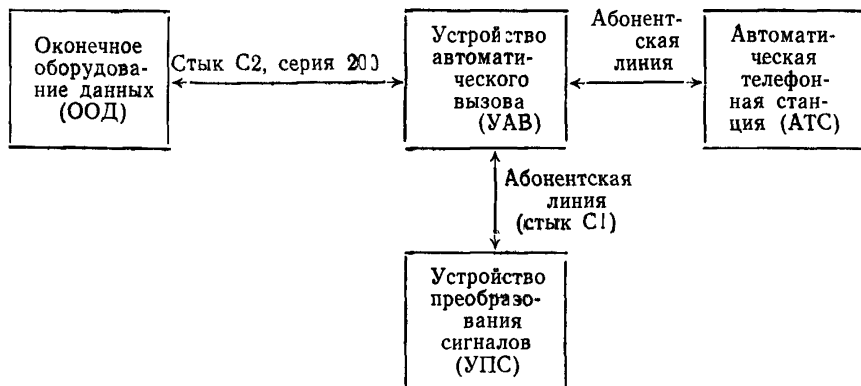 Оконечное
оборудова-
ние данных
(ООД)
Стык С2, серия 200
Устройство
автомати-
ческого
вызова
(УАВ)
Абонент-
ская
линия
Автомати-
ческая
телефон-
ная стан-
ция (АТС)
Абонентская
линия
(стык С1)
Устройство
преобразо-
вания
сигналов
(УПС)